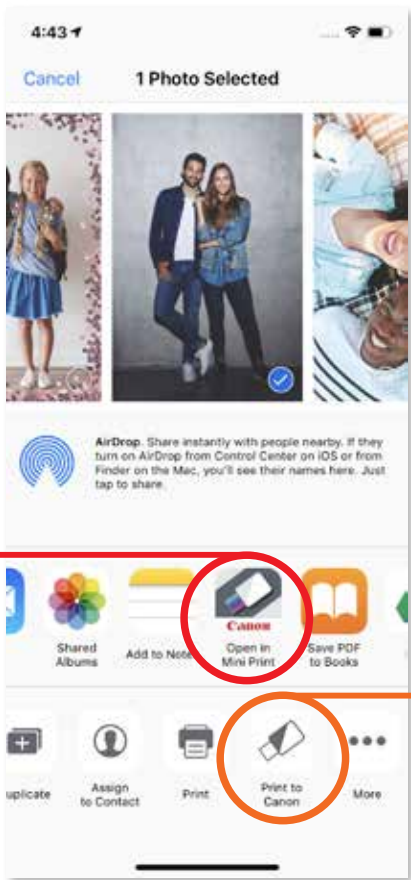 4:43
Cancel
1 Photo Selected
AirDrop. Share instantly with people nearby. If they
turn on AirDrop from Control Center on iOS or from
Finder on the Mac, you'll see their names here. Just
tap to share.
Canon
Shared
Albums
Add to Note
Open in
Mini Print
Save PDF
to Books
uplicate
Assign
to Contact
Print
Print to
Canon
More